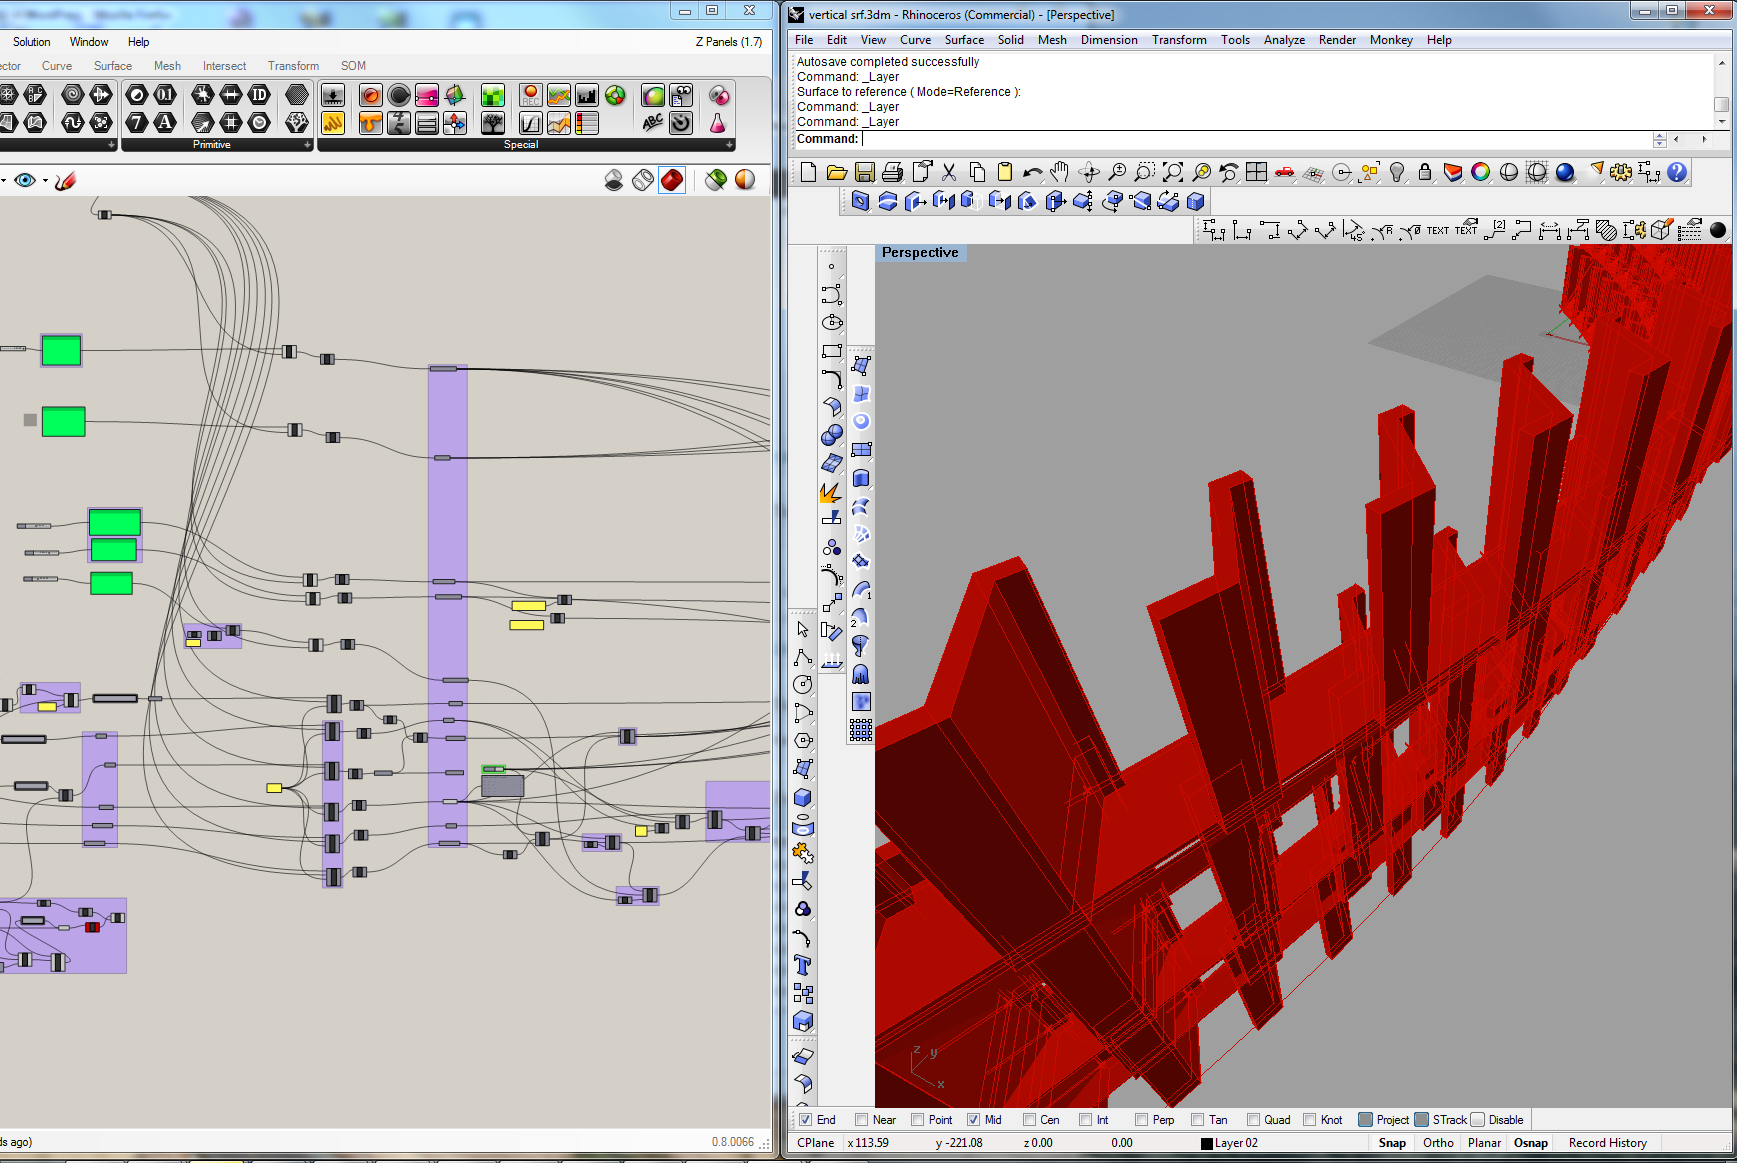 Solution Window Help
Z Panels (1.7)
ector Curve Surface Mesh Intersect Transform SOM
Primitive
Special
ds ago)
0.8.0066
vertical srf.3dm - Rhinoceros (Commercial) - [Perspective]
File Edit View Curve Surface Solid Mesh Dimension Transform Tools Analyze Render Monkey Help
Autosave completed successfully
Command: _Layer
Surface to reference ( Mode=Reference ):
Command: _Layer
Command: _Layer
Command:
TEXT TEXT
Perspective
z y
x
End Near Point Mid Cen Int Perp Tan Quad Knot Project STrack Disable
CPlane x 113.59 y -221.08 z 0.00 0.00 Layer 02 Snap Ortho Planar Osnap Record History